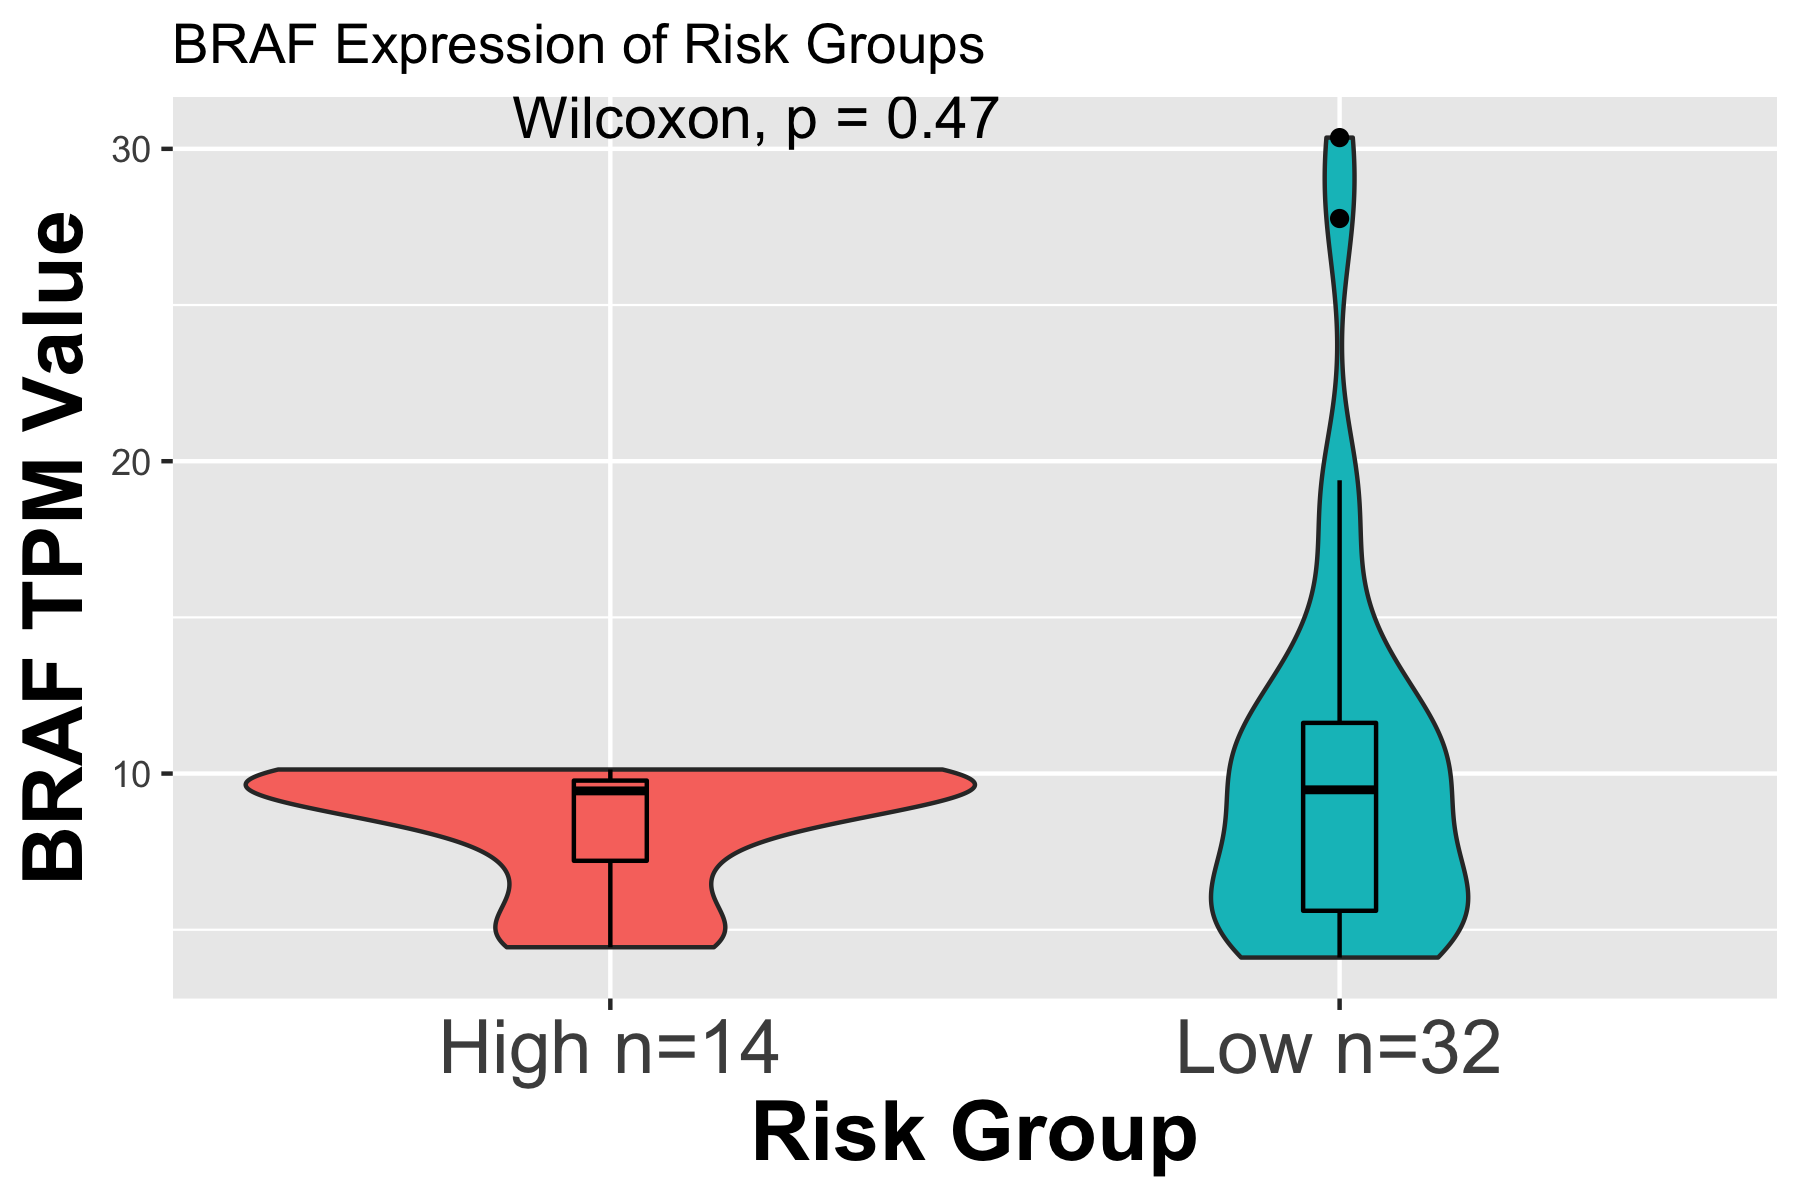 BRAF Expression of Risk Groups
Wilcoxon, p = 0.47
BRAF TPM Value
30
20
10
High n=14
Low n=32
Risk Group